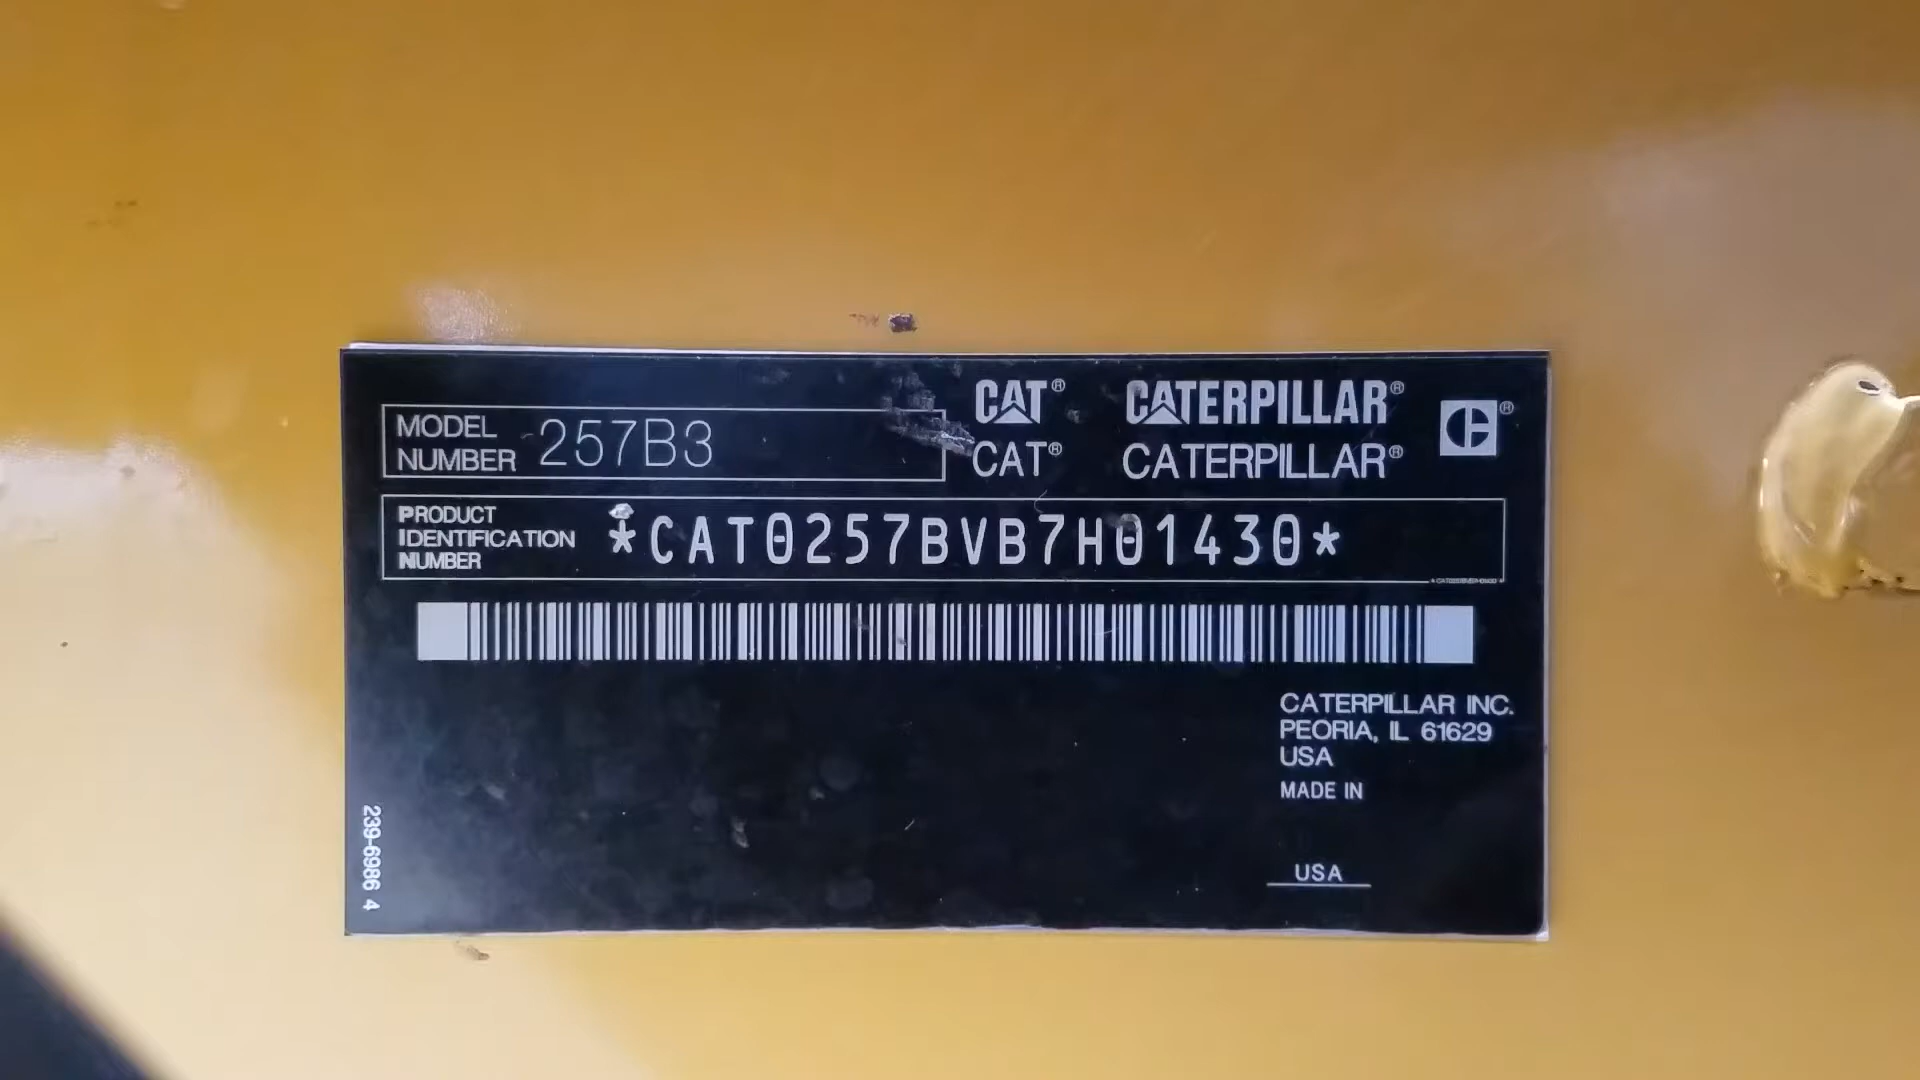 MODEL NUMBER 257B3
CAT® CATERPILLAR®
CAT® CATERPILLAR®
PRODUCT IDENTIFICATION NUMBER *CAT0257BVB7H01430*
CATERPILLAR INC.
PEORIA, IL 61629
USA
MADE IN
USA
239-6986 4